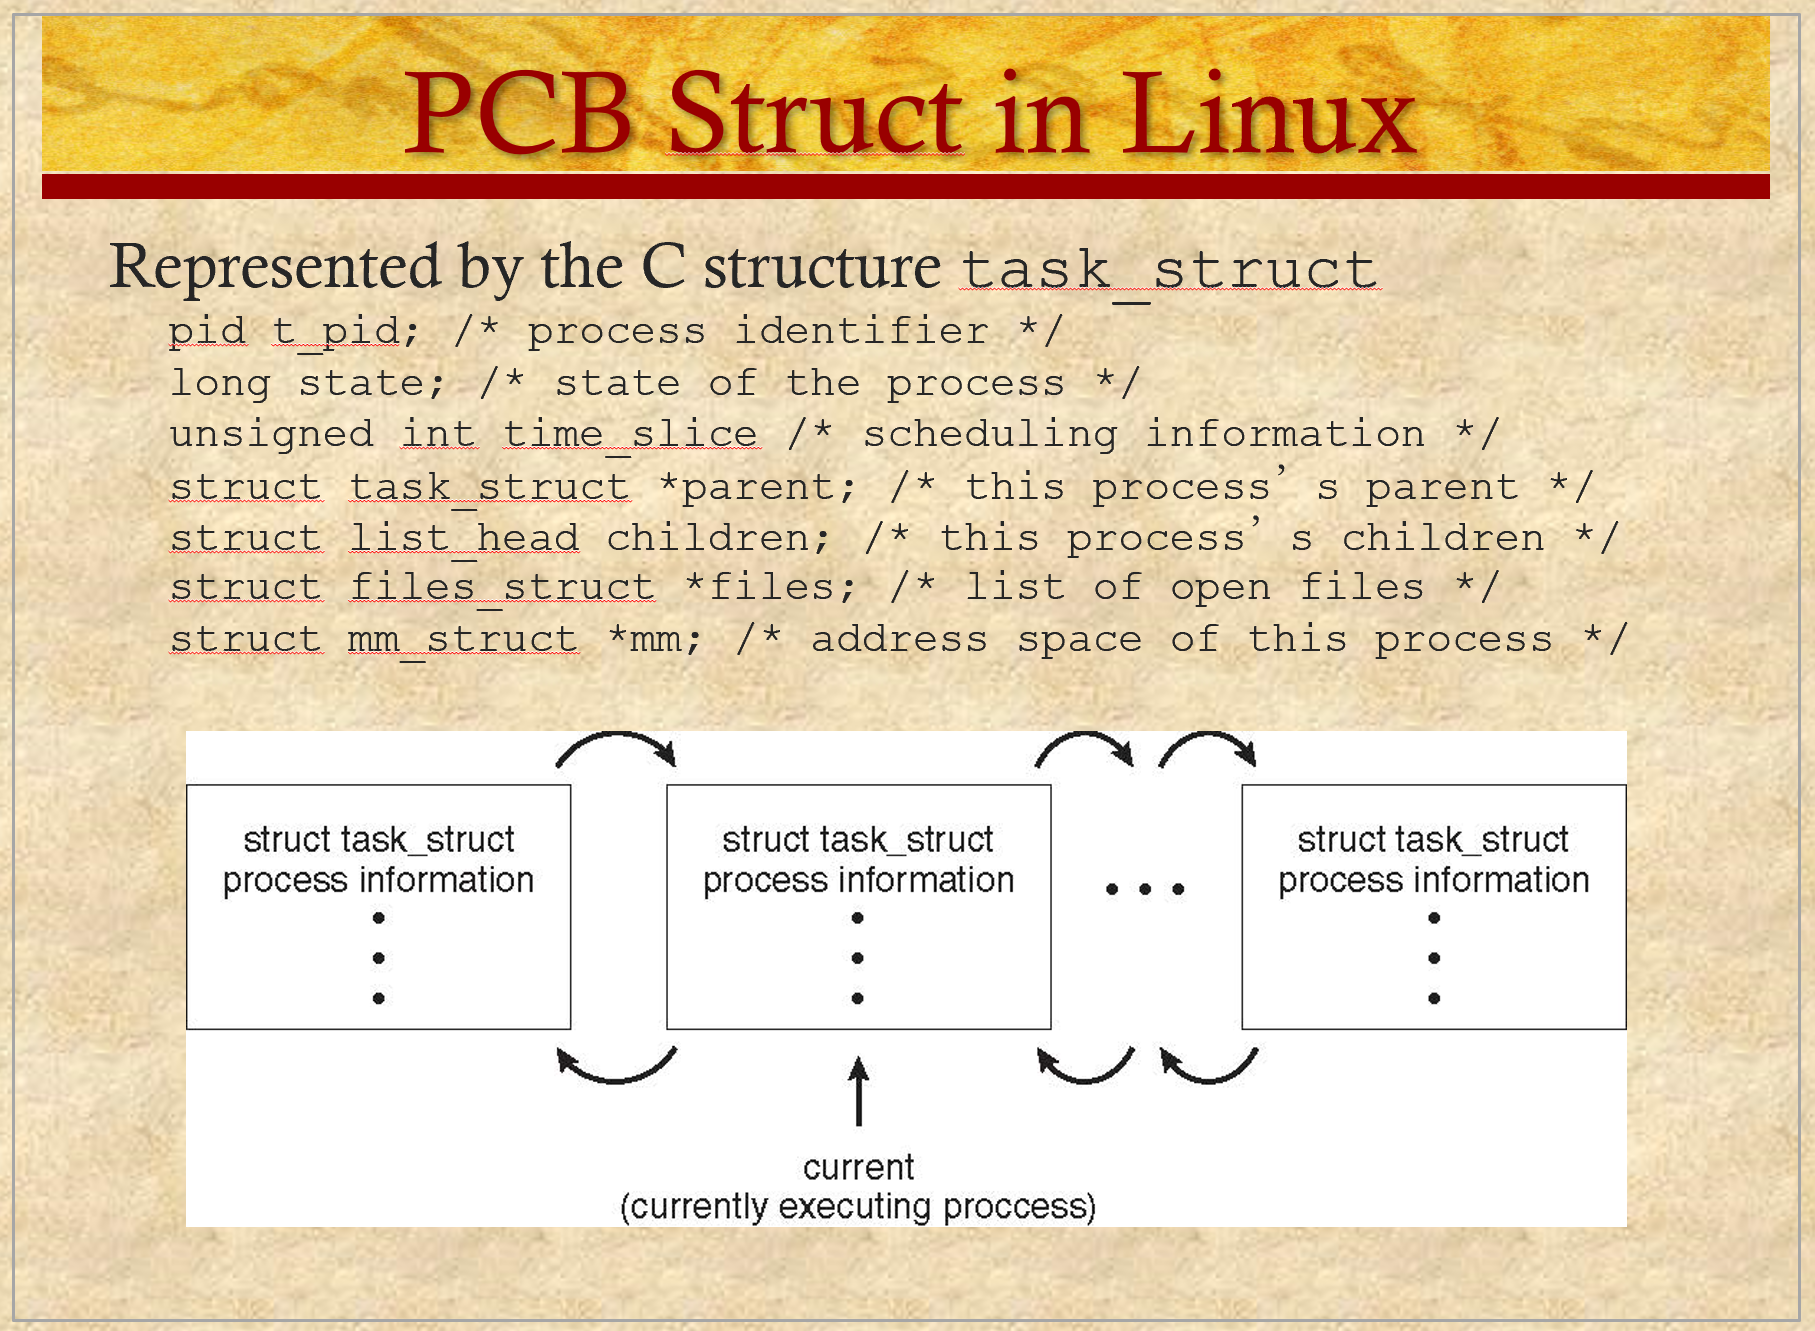 PCB Struct in Linux
Represented by the C structure task_struct
pid t_pid; /* process identifier */
long state; /* state of the process */
unsigned int time_slice /* scheduling information */
struct task_struct *parent; /* this process’ s parent */
struct list_head children; /* this process’ s children */
struct files_struct *files; /* list of open files */
struct mm_struct *mm; /* address space of this process */
struct task_struct
process information
struct task_struct
process information
• • •
struct task_struct
process information
current
(currently executing proccess)